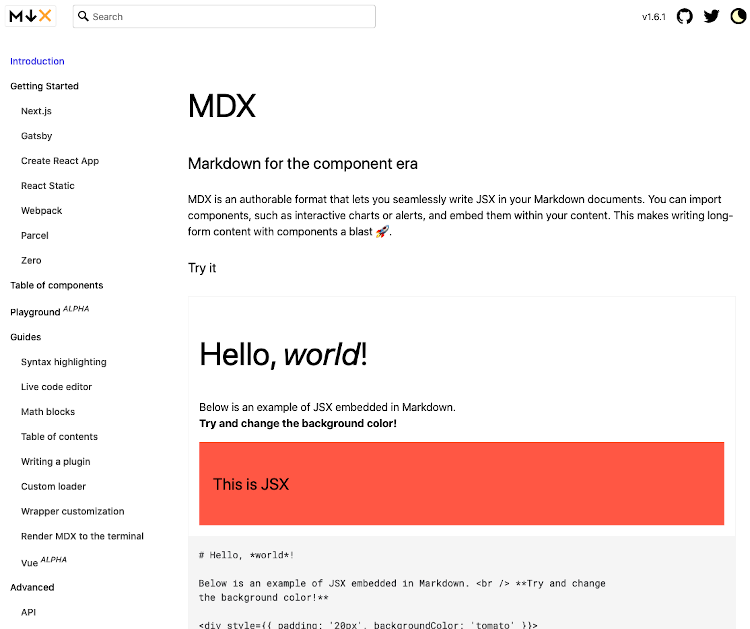 M↓X
Search
v1.6.1
Introduction
Getting Started
Next.js
Gatsby
Create React App
React Static
Webpack
Parcel
Zero
Table of components
Playground ALPHA
Guides
Syntax highlighting
Live code editor
Math blocks
Table of contents
Writing a plugin
Custom loader
Wrapper customization
Render MDX to the terminal
Vue ALPHA
Advanced
API
MDX
Markdown for the component era
MDX is an authorable format that lets you seamlessly write JSX in your Markdown documents. You can import
components, such as interactive charts or alerts, and embed them within your content. This makes writing long-
form content with components a blast 🚀.
Try it
Hello, world!
Below is an example of JSX embedded in Markdown.
Try and change the background color!
This is JSX
# Hello, *world*!
Below is an example of JSX embedded in Markdown. <br /> **Try and change
the background color!**
<div style={{ padding: '20px', backgroundColor: 'tomato' }}>